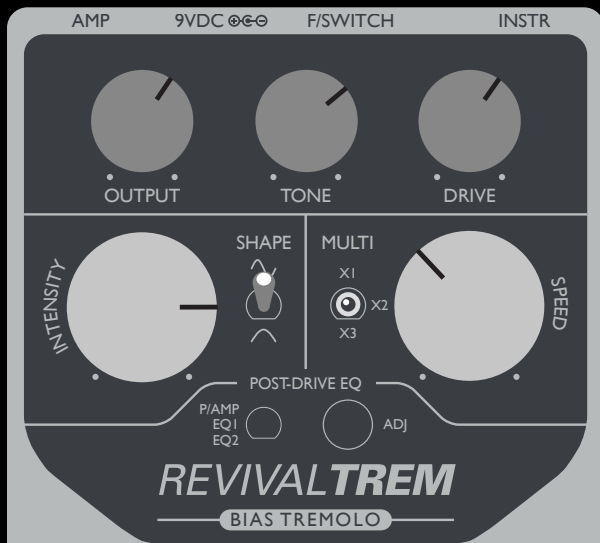 AMP 9VDC F/SWITCH INSTR
OUTPUT TONE DRIVE
SHAPE MULTI
INTENSITY
X1
X2
X3
SPEED
POST-DRIVE EQ
P/AMP
EQ1
EQ2
ADJ
REVIVALTREM
BIAS TREMOLO